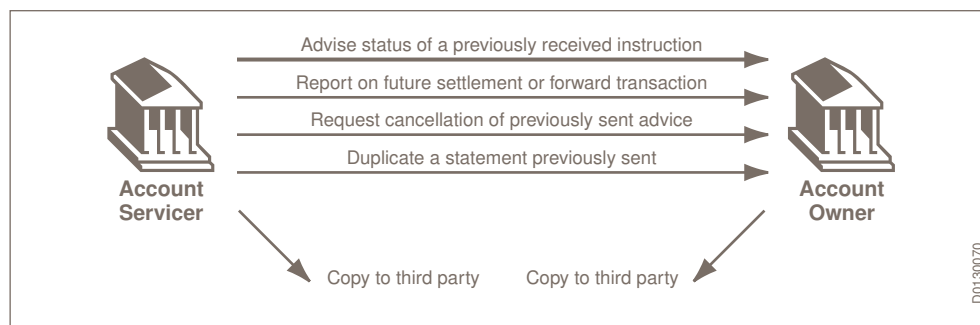 Advise status of a previously received instruction
Report on future settlement or forward transaction
Request cancellation of previously sent advice
Duplicate a statement previously sent
Account
Servicer
Account
Owner
Copy to third party
Copy to third party
D0130070